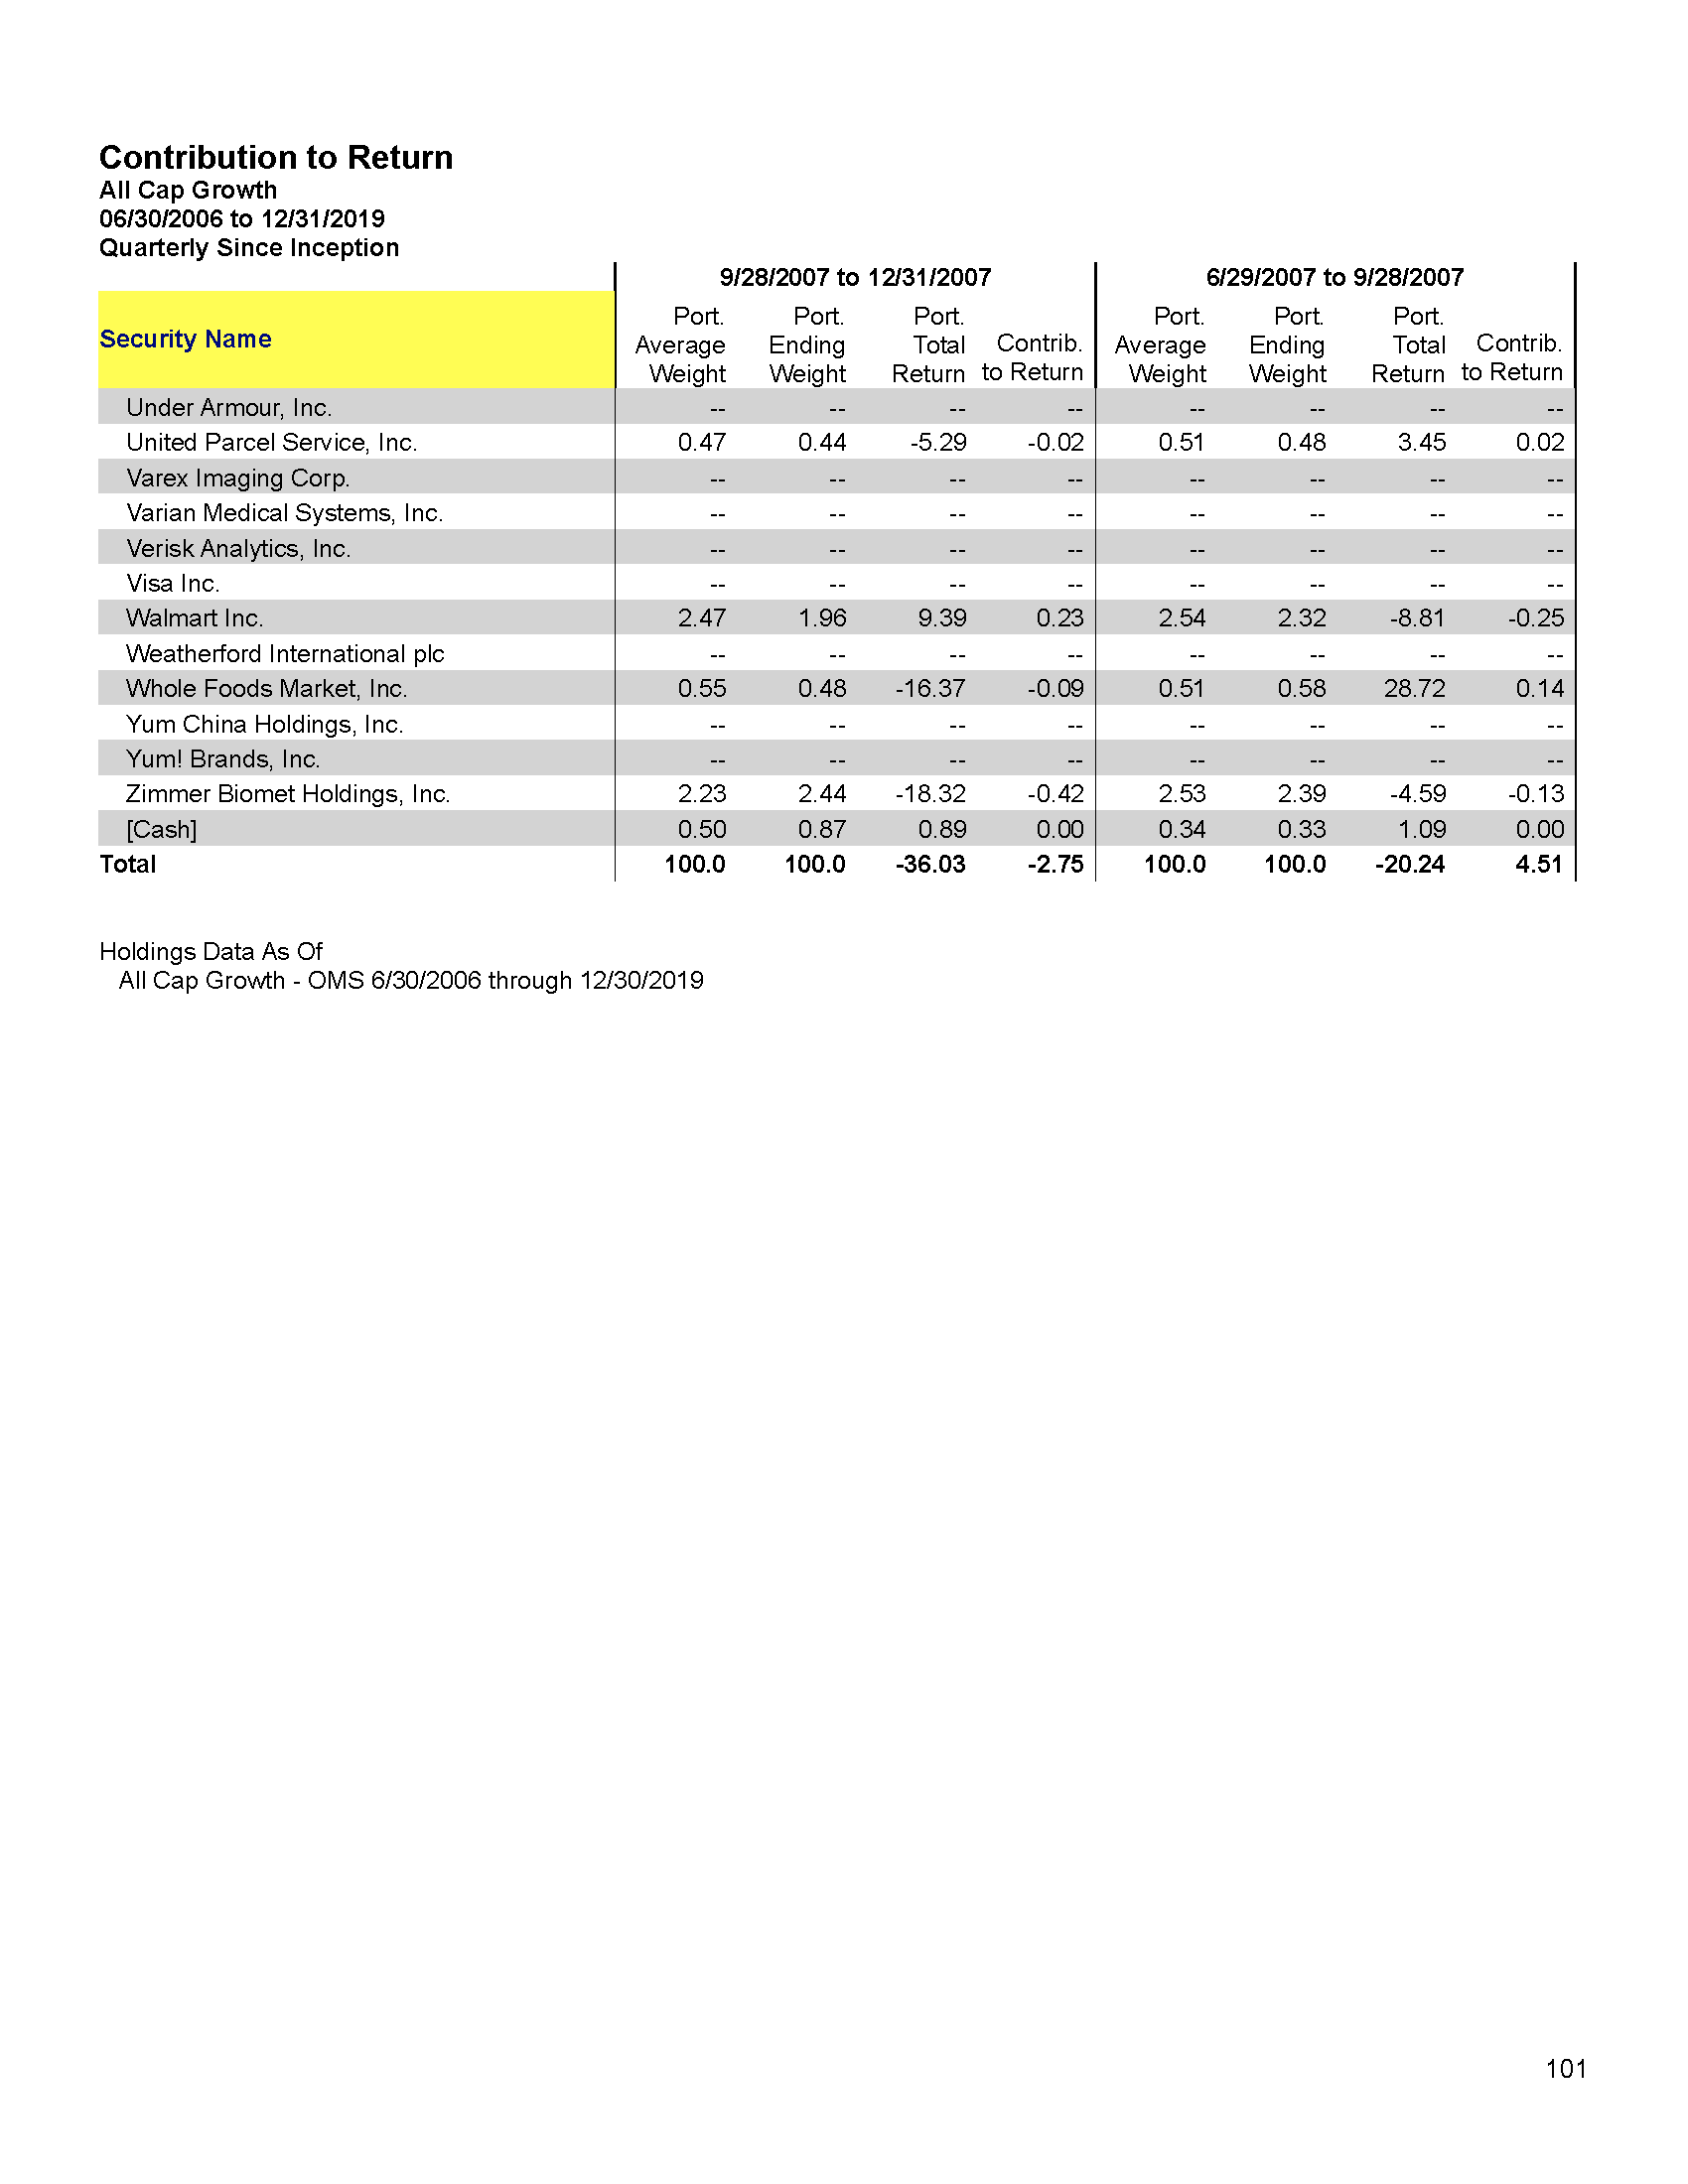 Contribution to Return
All Cap Growth
06/30/2006 to 12/31/2019
Quarterly Since Inception
9/28/2007 to 12/31/2007 6/29/2007 to 9/28/2007
Security Name Port. Average Weight Port. Ending Weight Port. Total Return Contrib. to Return Port. Average Weight Port. Ending Weight Port. Total Return Contrib. to Return
Under Armour, Inc. -- -- -- -- -- -- -- --
United Parcel Service, Inc. 0.47 0.44 -5.29 -0.02 0.51 0.48 3.45 0.02
Varex Imaging Corp. -- -- -- -- -- -- -- --
Varian Medical Systems, Inc. -- -- -- -- -- -- -- --
Verisk Analytics, Inc. -- -- -- -- -- -- -- --
Visa Inc. -- -- -- -- -- -- -- --
Walmart Inc. 2.47 1.96 9.39 0.23 2.54 2.32 -8.81 -0.25
Weatherford International plc -- -- -- -- -- -- -- --
Whole Foods Market, Inc. 0.55 0.48 -16.37 -0.09 0.51 0.58 28.72 0.14
Yum China Holdings, Inc. -- -- -- -- -- -- -- --
Yum! Brands, Inc. -- -- -- -- -- -- -- --
Zimmer Biomet Holdings, Inc. 2.23 2.44 -18.32 -0.42 2.53 2.39 -4.59 -0.13
[Cash] 0.50 0.87 0.89 0.00 0.34 0.33 1.09 0.00
Total 100.0 100.0 -36.03 -2.75 100.0 100.0 -20.24 4.51
Holdings Data As Of
All Cap Growth - OMS 6/30/2006 through 12/30/2019
101